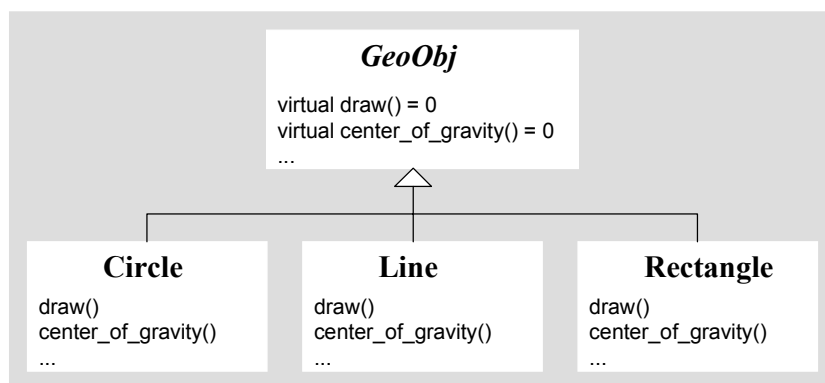 GeoObj
virtual draw() = 0
virtual center_of_gravity() = 0
...
Circle
draw()
center_of_gravity()
...
Line
draw()
center_of_gravity()
...
Rectangle
draw()
center_of_gravity()
...